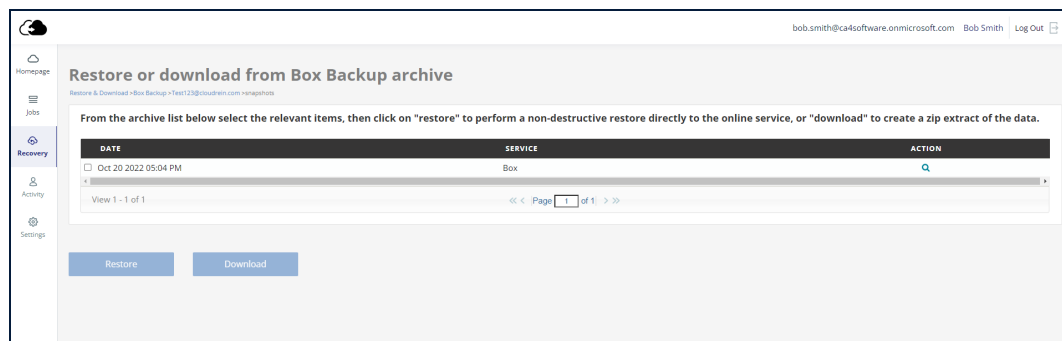 bob.smith@ca4software.onmicrosoft.com Bob Smith Log Out
Homepage
Jobs
Recovery
Activity
Settings
Restore or download from Box Backup archive
Restore & Download >Box Backup >Test123@cloudrein.com >snapshots
From the archive list below select the relevant items, then click on "restore" to perform a non-destructive restore directly to the online service, or "download" to create a zip extract of the data.
DATE SERVICE ACTION
Oct 20 2022 05:04 PM Box
View 1 - 1 of 1 Page 1 of 1
Restore Download